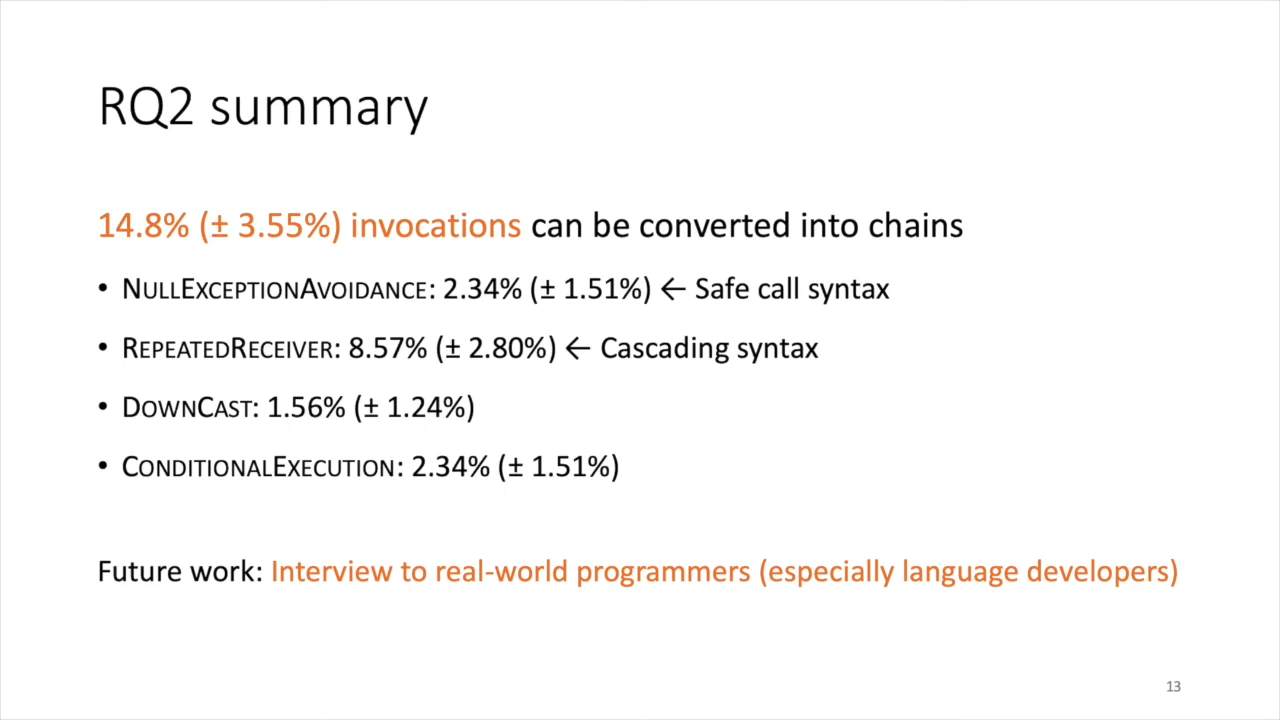 RQ2 summary
14.8% (± 3.55%) invocations can be converted into chains
• NULLEXCEPTIONAVOIDANCE: 2.34% (± 1.51%) ← Safe call syntax
• REPEATEDRECEIVER: 8.57% (± 2.80%) ← Cascading syntax
• DOWNCAST: 1.56% (± 1.24%)
• CONDITIONALEXECUTION: 2.34% (± 1.51%)
Future work: Interview to real-world programmers (especially language developers)
13